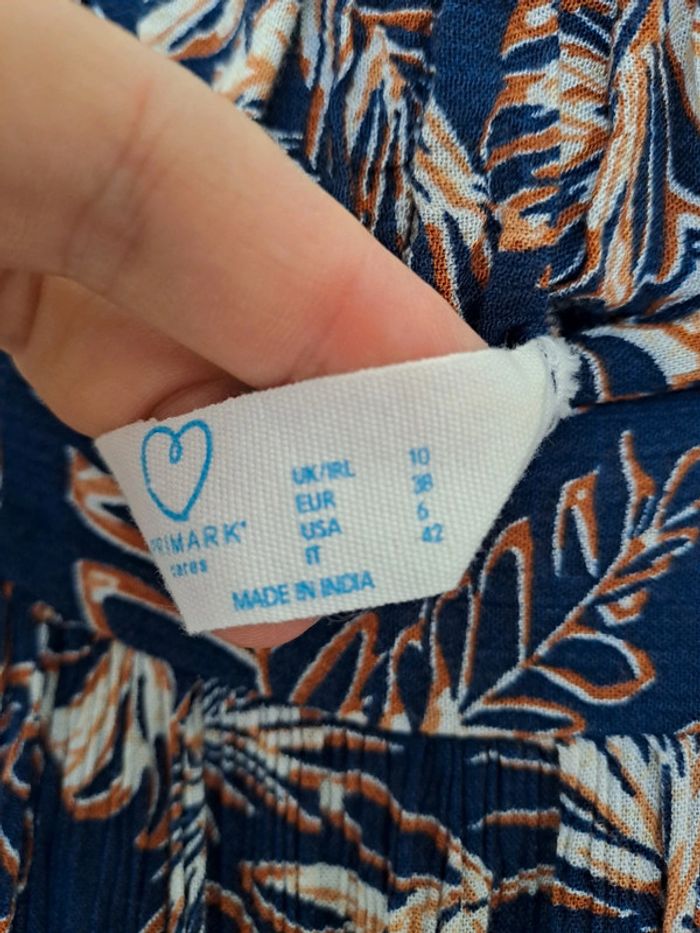 PRIMARK
cares
UK/IRL 10
EUR 38
USA 6
IT 42
MADE IN INDIA